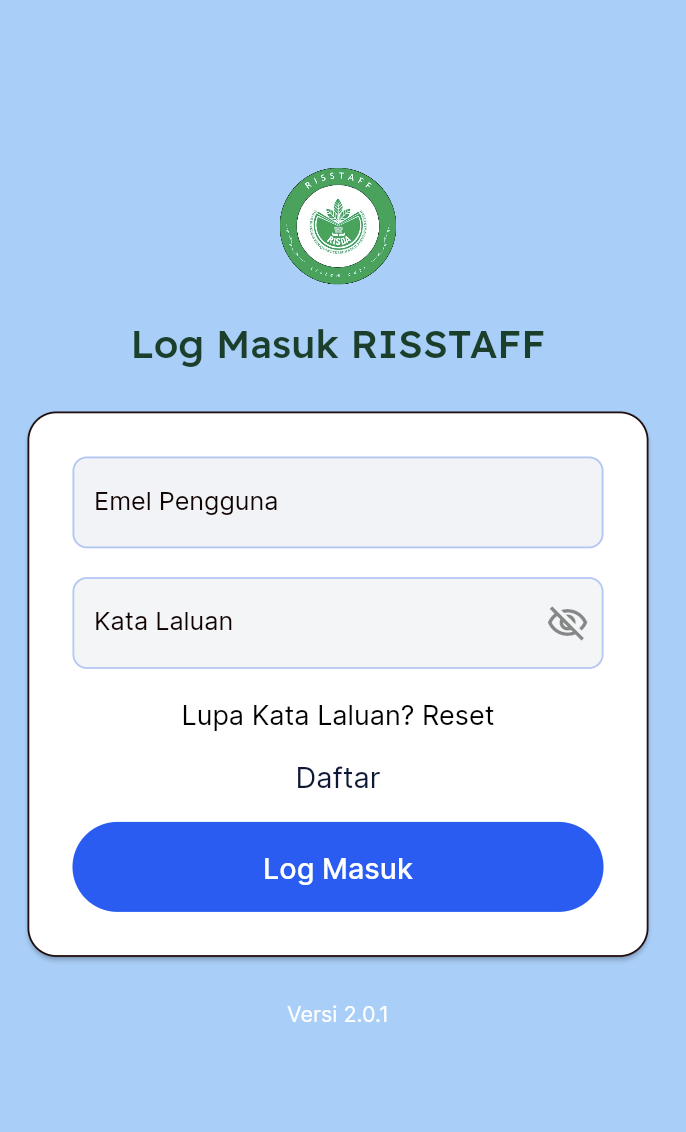 RISSTAFF
RISDA
Log Masuk RISSTAFF
Emel Pengguna
Kata Laluan
Lupa Kata Laluan? Reset
Daftar
Log Masuk
Versi 2.0.1